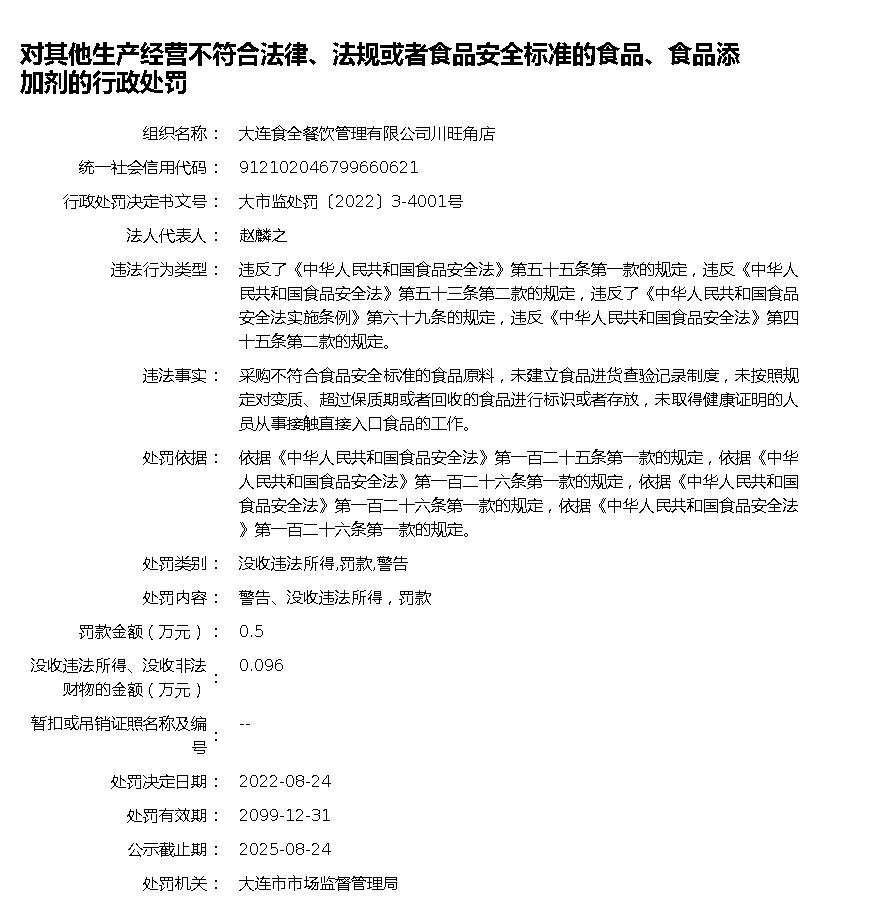 对其他生产经营不符合法律、法规或者食品安全标准的食品、食品添
加剂的行政处罚
组织名称： 大连食全餐饮管理有限公司川旺角店
统一社会信用代码： 912102046799660621
行政处罚决定书文号： 大市监处罚〔2022〕3-4001号
法人代表人： 赵麟之
违法行为类型： 违反了《中华人民共和国食品安全法》第五十五条第一款的规定，违反《中华人
民共和国食品安全法》第五十三条第二款的规定，违反了《中华人民共和国食品
安全法实施条例》第六十九条的规定，违反《中华人民共和国食品安全法》第四
十五条第二款的规定。
违法事实： 采购不符合食品安全标准的食品原料，未建立食品进货查验记录制度，未按照规
定对变质、超过保质期或者回收的食品进行标识或者存放，未取得健康证明的人
员从事接触直接入口食品的工作。
处罚依据： 依据《中华人民共和国食品安全法》第一百二十五条第一款的规定，依据《中华
人民共和国食品安全法》第一百二十六条第一款的规定，依据《中华人民共和国
食品安全法》第一百二十六条第一款的规定，依据《中华人民共和国食品安全法
》第一百二十六条第一款的规定。
处罚类别： 没收违法所得,罚款,警告
处罚内容： 警告、没收违法所得，罚款
罚款金额（万元）： 0.5
没收违法所得、没收非法
财物的金额（万元）： 0.096
暂扣或吊销证照名称及编
号： --
处罚决定日期： 2022-08-24
处罚有效期： 2099-12-31
公示截止期： 2025-08-24
处罚机关： 大连市市场监督管理局